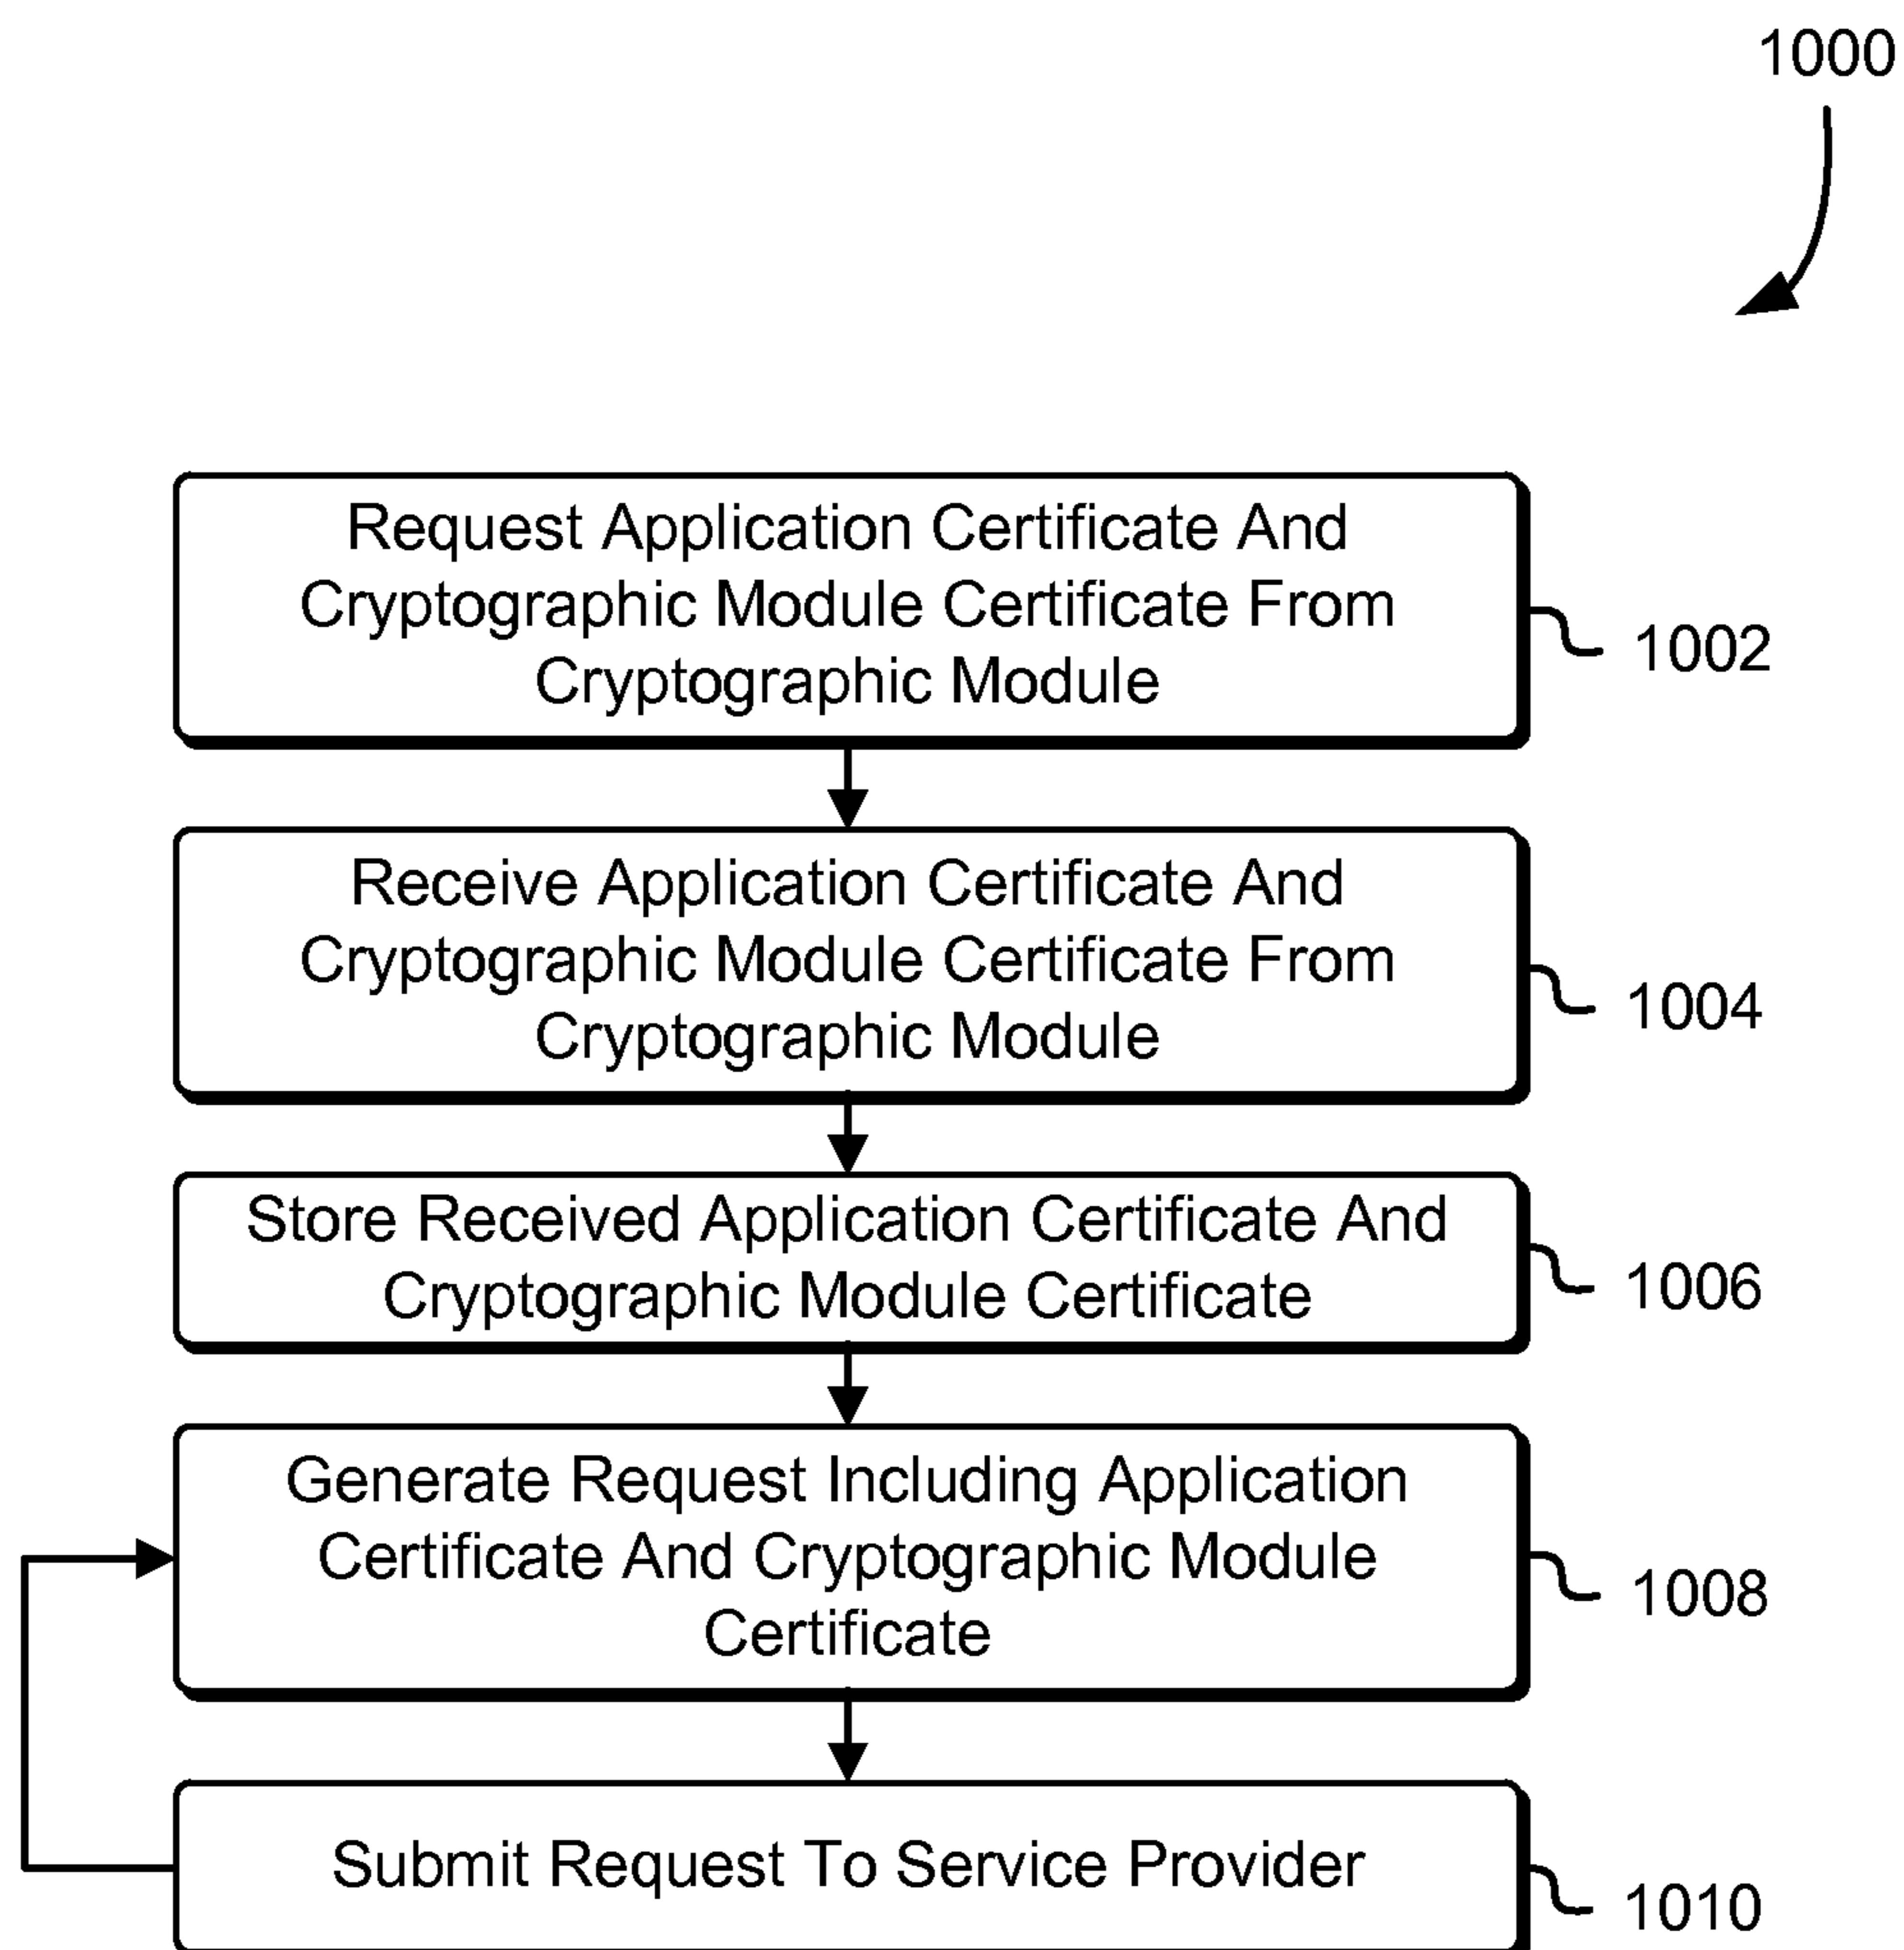 1000
Request Application Certificate And
Cryptographic Module Certificate From
Cryptographic Module
1002
Receive Application Certificate And
Cryptographic Module Certificate From
Cryptographic Module
1004
Store Received Application Certificate And
Cryptographic Module Certificate
1006
Generate Request Including Application
Certificate And Cryptographic Module
Certificate
1008
Submit Request To Service Provider
1010